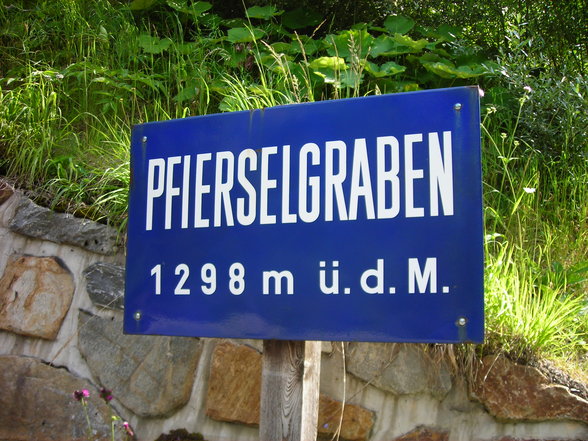 PFIERSELGRABEN
1298 m ü.d.M.